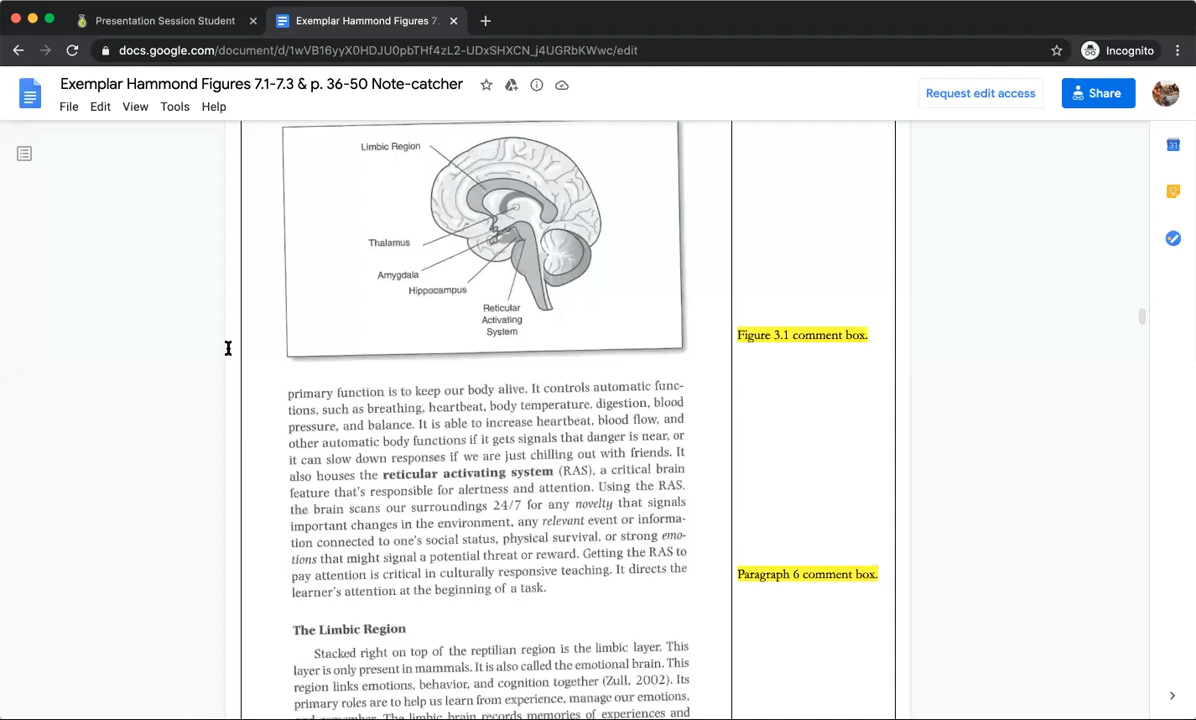 Presentation Session Student
Exemplar Hammond Figures 7.
docs.google.com/document/d/1wVB16yyX0HDJU0pbTHf4zL2-UDxSHXCN_j4UGRbKWwc/edit
Incognito
Exemplar Hammond Figures 7.1-7.3 & p. 36-50 Note-catcher
File Edit View Tools Help
Request edit access
Share
31
Limbic Region
Thalamus
Amygdala
Hippocampus
Reticular
Activating
System
Figure 3.1 comment box.
primary function is to keep our body alive. It controls automatic func-
tions, such as breathing, heartbeat, body temperature, digestion, blood
pressure, and balance. It is able to increase heartbeat, blood flow, and
other automatic body functions if it gets signals that danger is near, or
it can slow down responses if we are just chilling out with friends. It
also houses the reticular activating system (RAS), a critical brain
feature that's responsible for alertness and attention. Using the RAS,
the brain scans our surroundings 24/7 for any novelty that signals
important changes in the environment, any relevant event or informa-
tion connected to one's social status, physical survival, or strong emo-
tions that might signal a potential threat or reward. Getting the RAS to
pay attention is critical in culturally responsive teaching. It directs the
learner's attention at the beginning of a task.
Paragraph 6 comment box.
The Limbic Region
Stacked right on top of the reptilian region is the limbic layer. This
layer is only present in mammals. It is also called the emotional brain. This
region links emotions, behavior, and cognition together (Zull, 2002). Its
primary roles are to help us learn from experience, manage our emotions,
and remember. The limbic brain records memories of experiences and